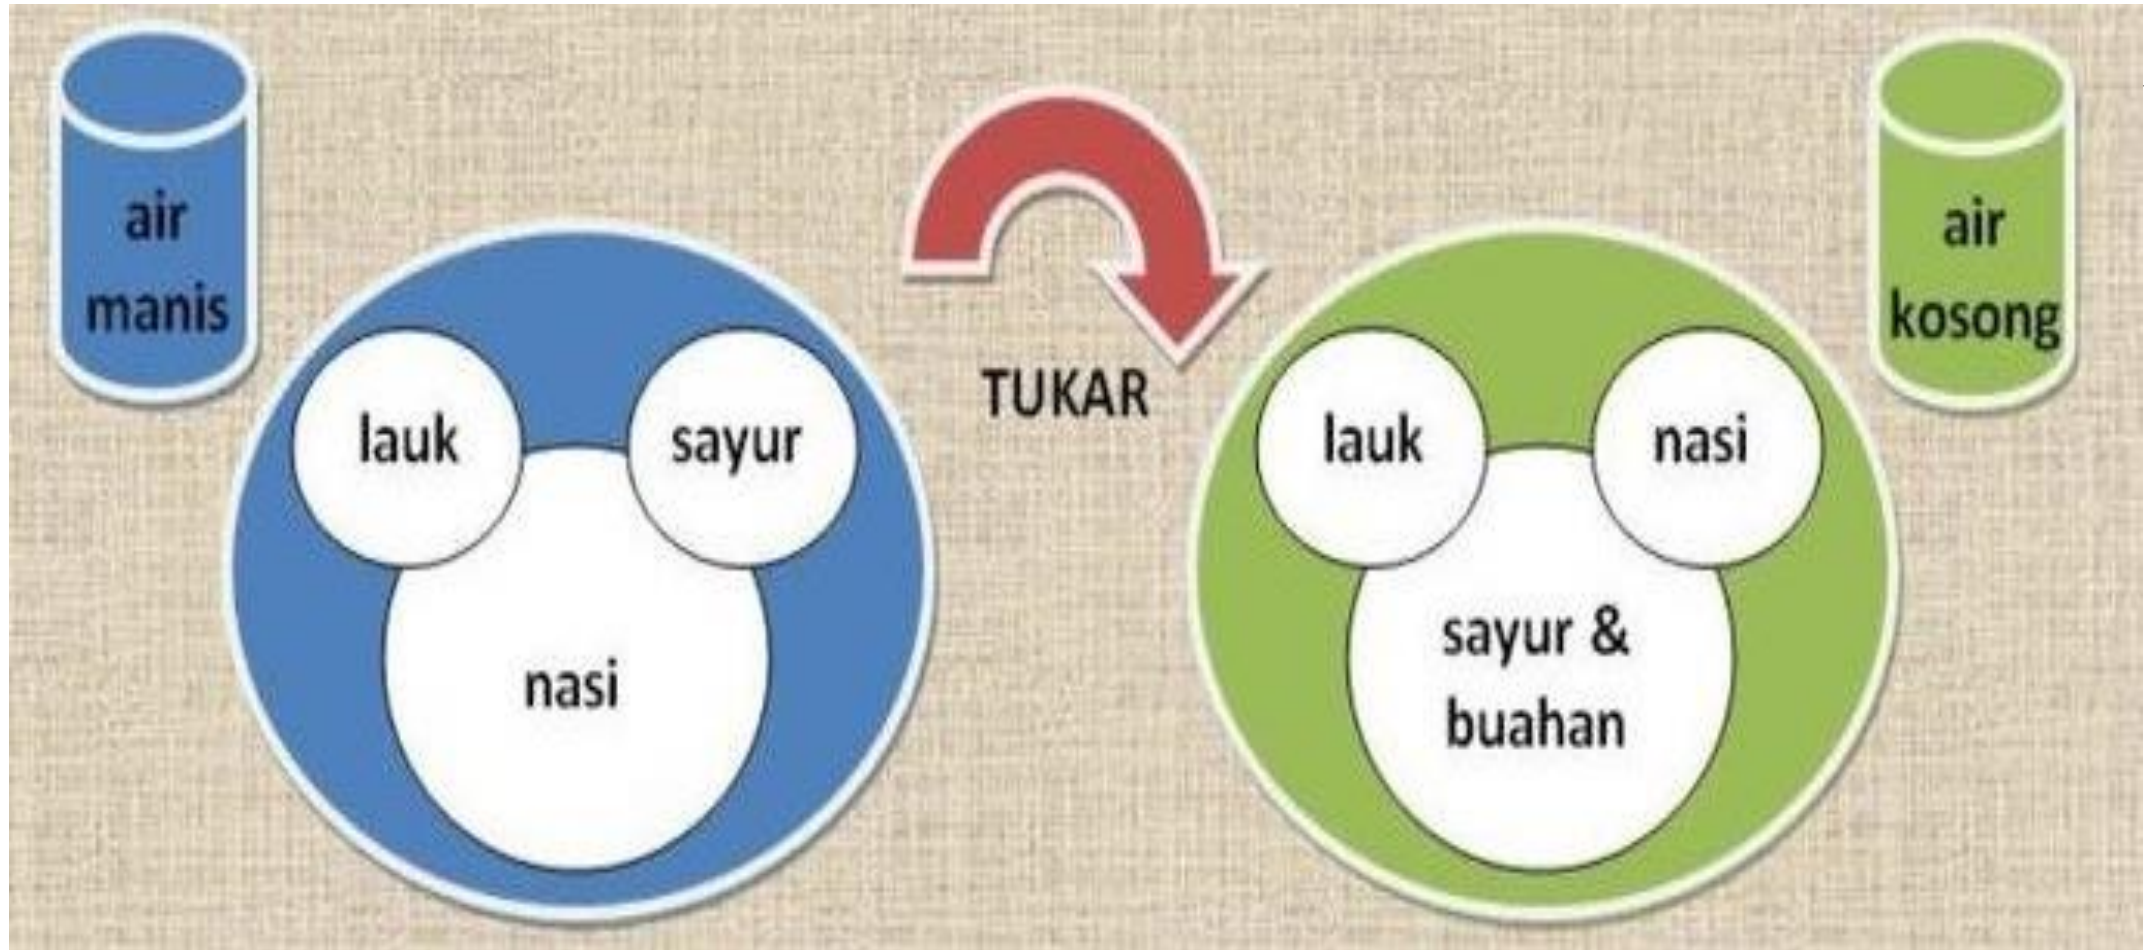 air
manis
lauk
sayur
nasi
TUKAR
lauk
nasi
sayur &
buahan
air
kosong